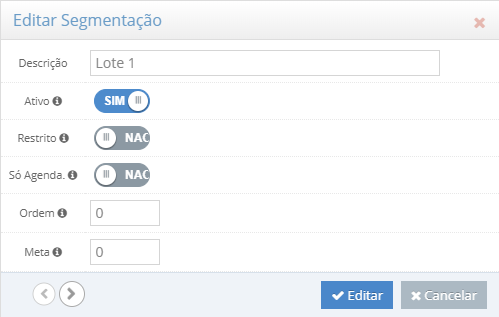 Editar Segmentação
Descrição Lote 1
Ativo SIM
Restrito NAO
Só Agenda. NAO
Ordem 0
Meta 0
Editar Cancelar